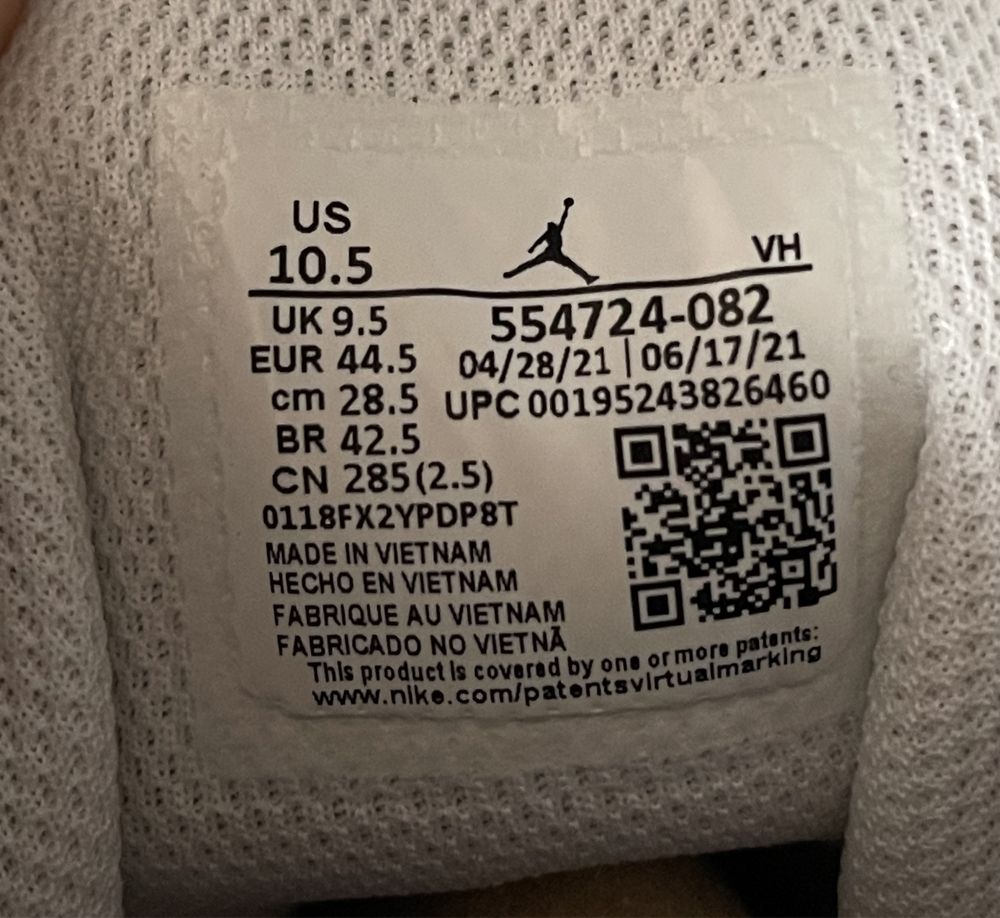 US
10.5
VH
UK 9.5
554724-082
EUR 44.5
04/28/21 | 06/17/21
cm 28.5
UPC 00195243826460
BR 42.5
CN 285(2.5)
0118FX2YPDP8T
MADE IN VIETNAM
HECHO EN VIETNAM
FABRIQUE AU VIETNAM
FABRICADO NO VIETNÃ
This product is covered by one or more patents:
www.nike.com/patentsvirtualmarking